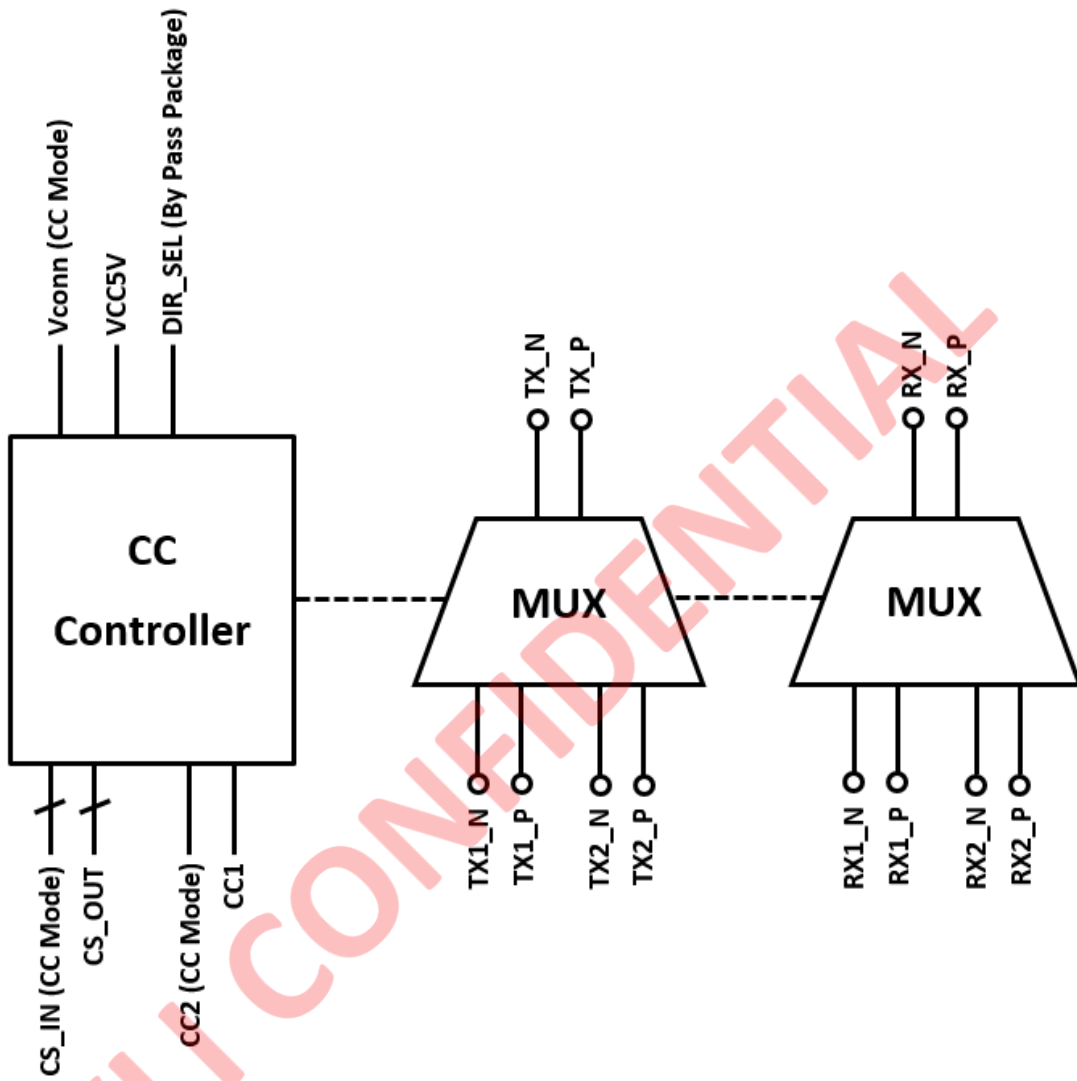 Vconn (CC Mode)
VCC5V
DIR_SEL (By Pass Package)
TX_N
TX_P
RX_N
RX_P
CC
Controller
MUX
MUX
CS_IN (CC Mode)
CS_OUT
CC2 (CC Mode)
CC1
TX1_N
TX1_P
TX2_N
TX2_P
RX1_N
RX1_P
RX2_N
RX2_P
CONFIDENTIAL